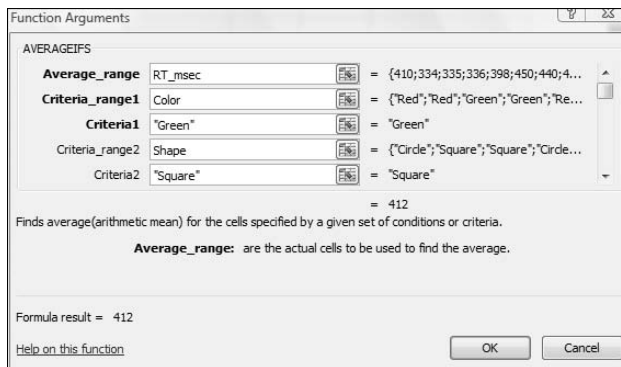 Function Arguments
AVERAGEIFS
Average_range RT_msec = {410;334;335;336;398;450;440;4...
Criteria_range1 Color = {"Red";"Red";"Green";"Green";"Re...
Criteria1 "Green" = "Green"
Criteria_range2 Shape = {"Circle";"Square";"Square";"Circle...
Criteria2 "Square" = "Square"
= 412
Finds average(arithmetic mean) for the cells specified by a given set of conditions or criteria.
Average_range: are the actual cells to be used to find the average.
Formula result = 412
Help on this function OK Cancel